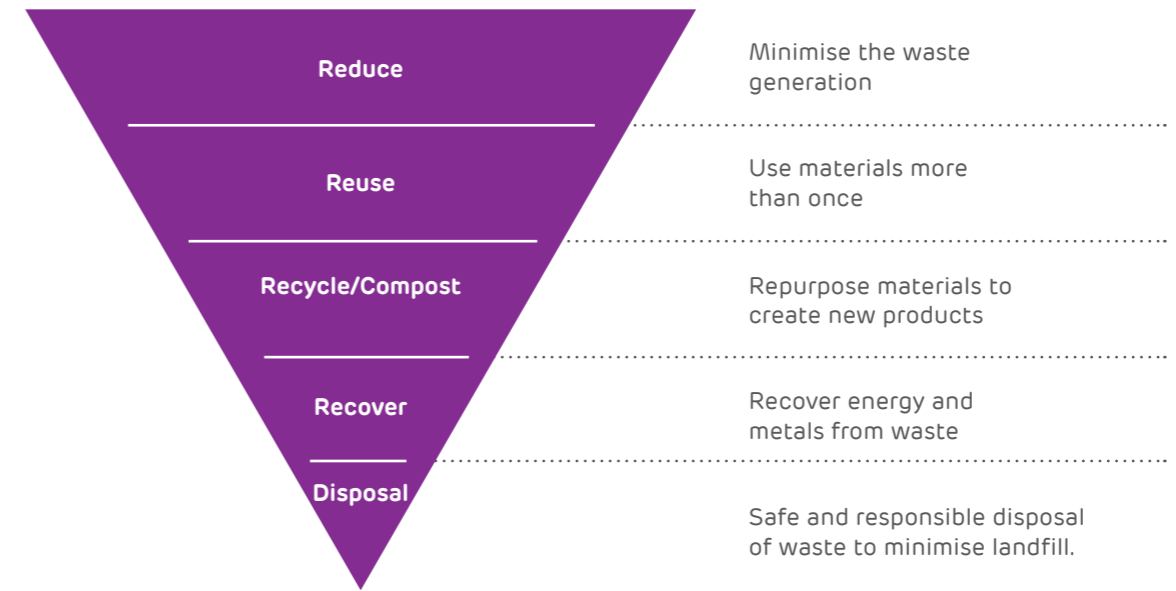 Reduce
Minimise the waste
generation
Reuse
Use materials more
than once
Recycle/Compost
Repurpose materials to
create new products
Recover
Recover energy and
metals from waste
Disposal
Safe and responsible disposal
of waste to minimise landfill.